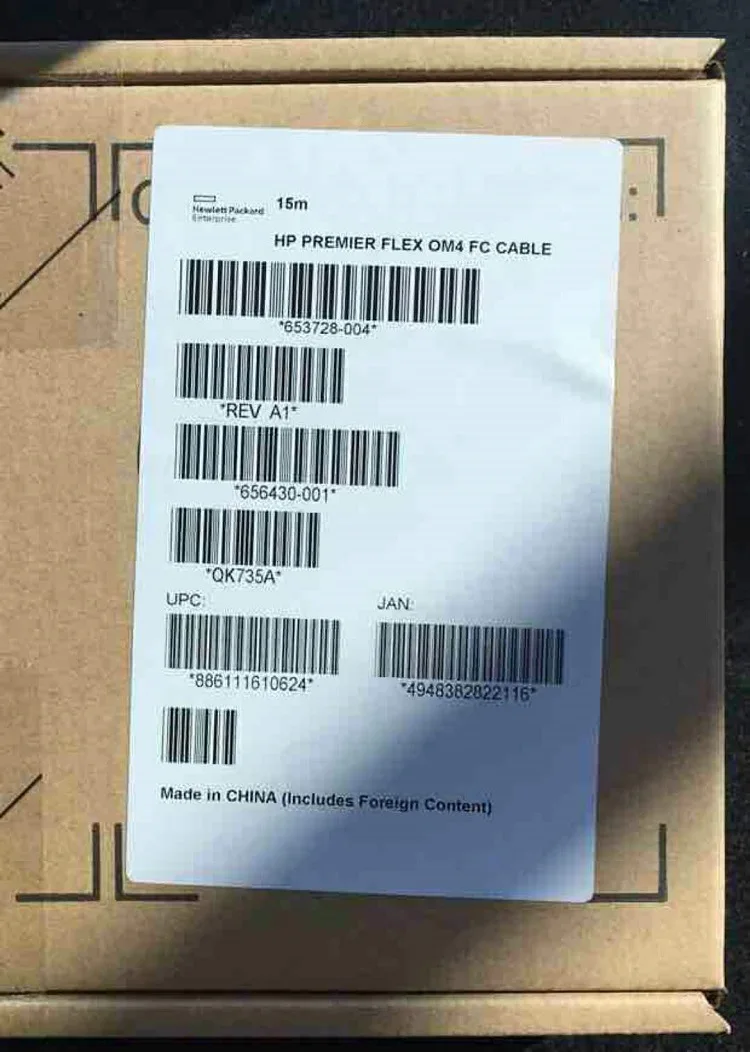 Hewlett Packard
Enterprise
15m
HP PREMIER FLEX OM4 FC CABLE
*653728-004*
*REV A1*
*656430-001*
*QK735A*
UPC:
*886111610624*
JAN:
*4948382822116*
Made in CHINA (Includes Foreign Content)